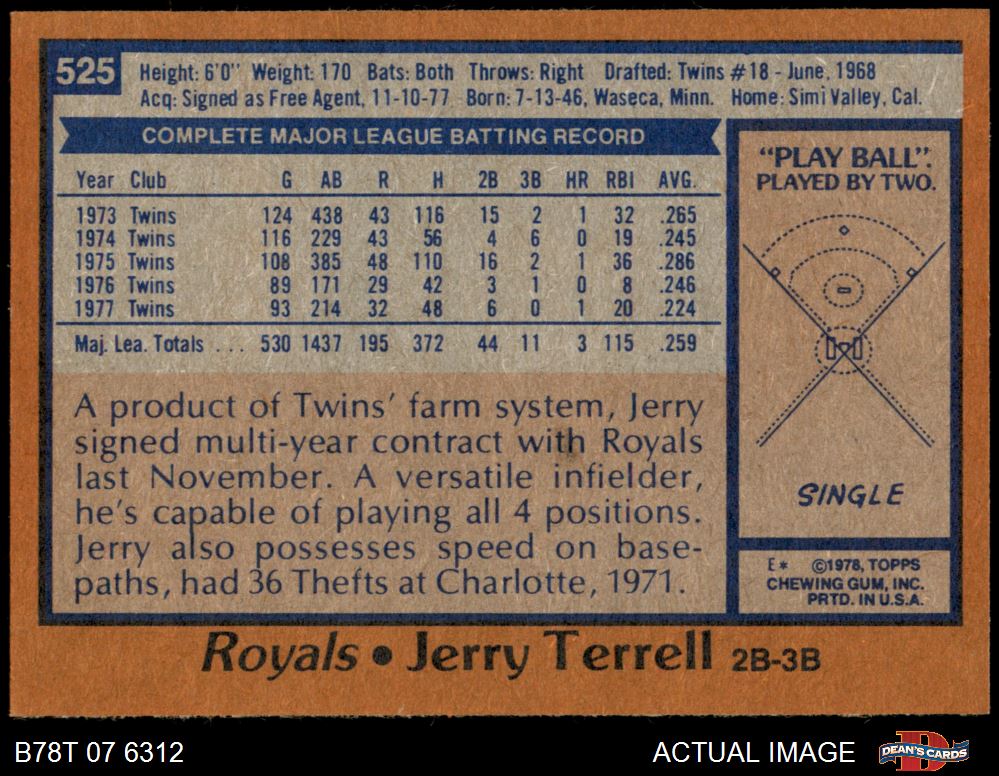 525
Height: 6'0" Weight: 170 Bats: Both Throws: Right Drafted: Twins #18 - June, 1968
Acq: Signed as Free Agent, 11-10-77 Born: 7-13-46, Waseca, Minn. Home: Simi Valley, Cal.
COMPLETE MAJOR LEAGUE BATTING RECORD
Year Club G AB R H 2B 3B HR RBI AVG.
1973 Twins 124 438 43 116 15 2 1 32 .265
1974 Twins 116 229 43 56 4 6 0 19 .245
1975 Twins 108 385 48 110 16 2 1 36 .286
1976 Twins 89 171 29 42 3 1 0 8 .246
1977 Twins 93 214 32 48 6 0 1 20 .224
Maj. Lea. Totals . . . 530 1437 195 372 44 11 3 115 .259
A product of Twins' farm system, Jerry
signed multi-year contract with Royals
last November. A versatile infielder,
he's capable of playing all 4 positions.
Jerry also possesses speed on base-
paths, had 36 Thefts at Charlotte, 1971.
"PLAY BALL".
PLAYED BY TWO.
SINGLE
E* ©1978, TOPPS
CHEWING GUM, INC.
PRTD. IN U.S.A.
Royals • Jerry Terrell 2B-3B
B78T 07 6312
ACTUAL IMAGE
DEAN'S CARDS